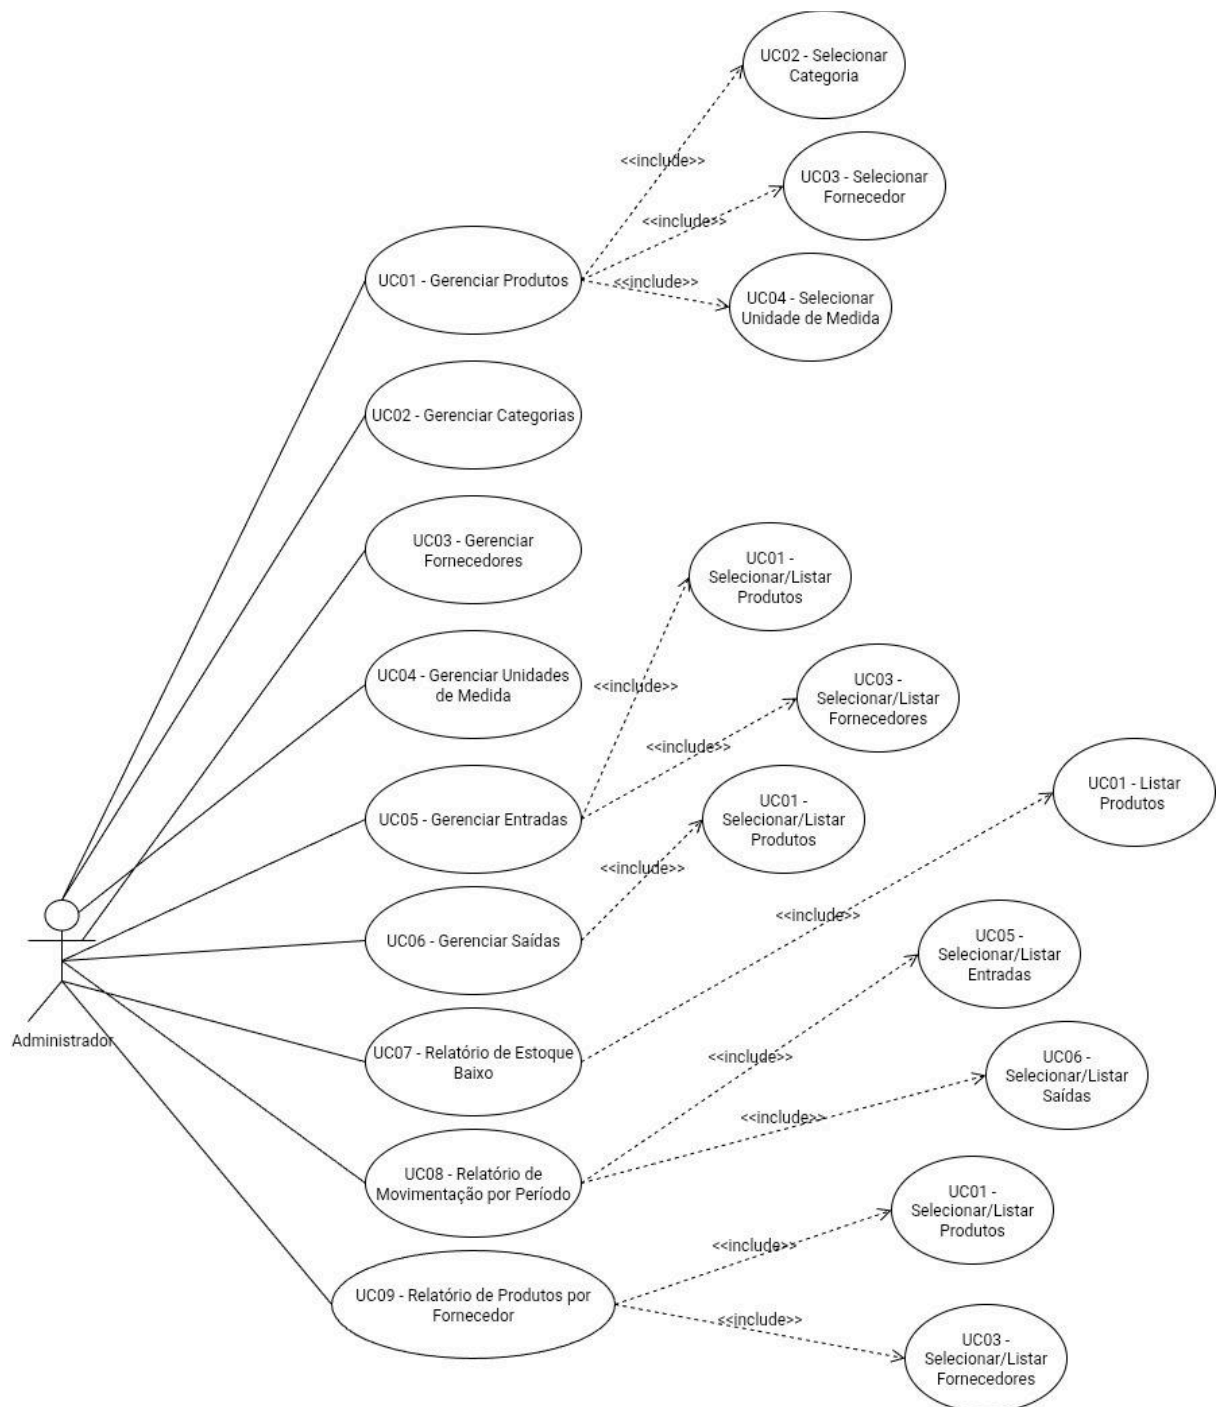 UC02 - Selecionar
Categoria
<<include>>
UC03 - Selecionar
Fornecedor
<<include>>
UC01 - Gerenciar Produtos
<<include>>
UC04 - Selecionar
Unidade de Medida
UC02 - Gerenciar Categorias
UC03 - Gerenciar
Fornecedores
UC01 -
Selecionar/Listar
Produtos
UC04 - Gerenciar Unidades
de Medida
<<include>>
UC03 -
Selecionar/Listar
Fornecedores
<<include>>
UC05 - Gerenciar Entradas
UC01 -
Selecionar/Listar
Produtos
UC01 - Listar
Produtos
<<include>>
UC06 - Gerenciar Saídas
<<include>>
UC05 -
Selecionar/Listar
Entradas
Administrador
UC07 - Relatório de Estoque
Baixo
<<include>>
UC06 -
Selecionar/Listar
Saídas
<<include>>
UC08 - Relatório de
Movimentação por Período
UC01 -
Selecionar/Listar
Produtos
<<include>>
UC09 - Relatório de Produtos por
Fornecedor
<<include>>
UC03 -
Selecionar/Listar
Fornecedores